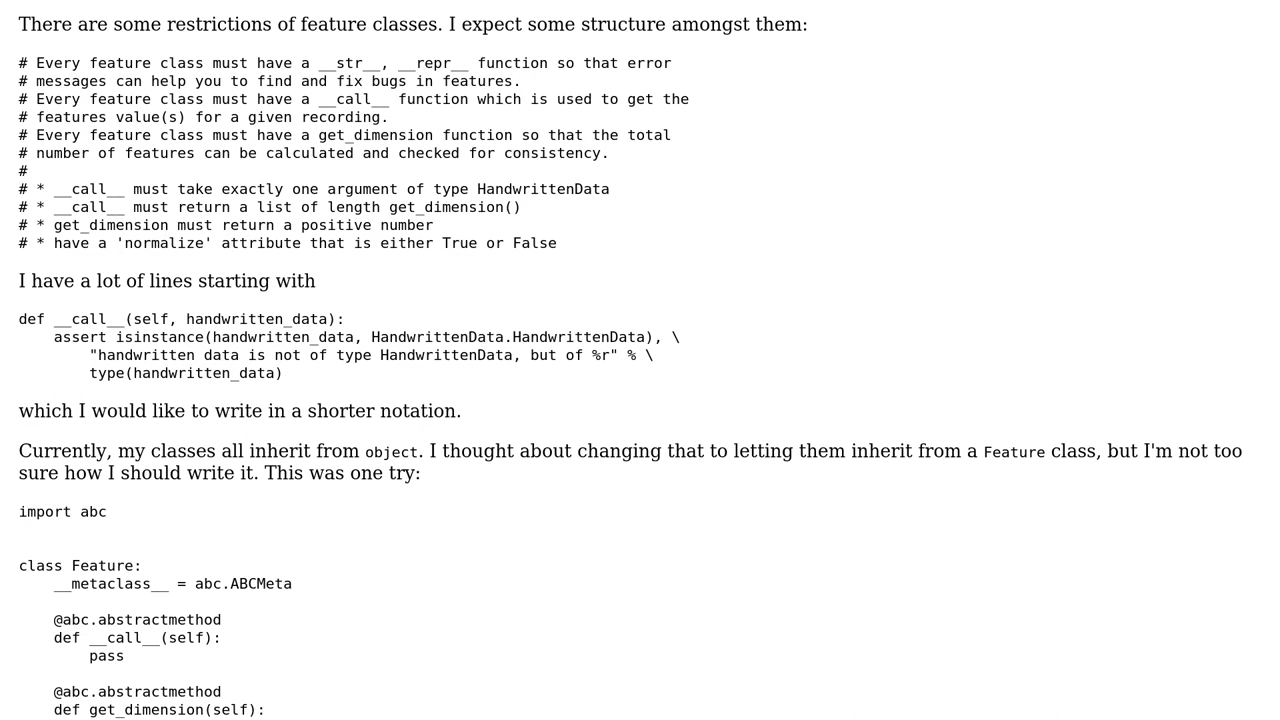 There are some restrictions of feature classes. I expect some structure amongst them:
# Every feature class must have a __str__, __repr__ function so that error
# messages can help you to find and fix bugs in features.
# Every feature class must have a __call__ function which is used to get the
# features value(s) for a given recording.
# Every feature class must have a get_dimension function so that the total
# number of features can be calculated and checked for consistency.
#
# * __call__ must take exactly one argument of type HandwrittenData
# * __call__ must return a list of length get_dimension()
# * get_dimension must return a positive number
# * have a 'normalize' attribute that is either True or False
I have a lot of lines starting with
def __call__(self, handwritten_data):
    assert isinstance(handwritten_data, HandwrittenData.HandwrittenData), \
        "handwritten data is not of type HandwrittenData, but of %r" % \
        type(handwritten_data)
which I would like to write in a shorter notation.
Currently, my classes all inherit from object. I thought about changing that to letting them inherit from a Feature class, but I'm not too
sure how I should write it. This was one try:
import abc
class Feature:
    __metaclass__ = abc.ABCMeta
    @abc.abstractmethod
    def __call__(self):
        pass
    @abc.abstractmethod
    def get_dimension(self):